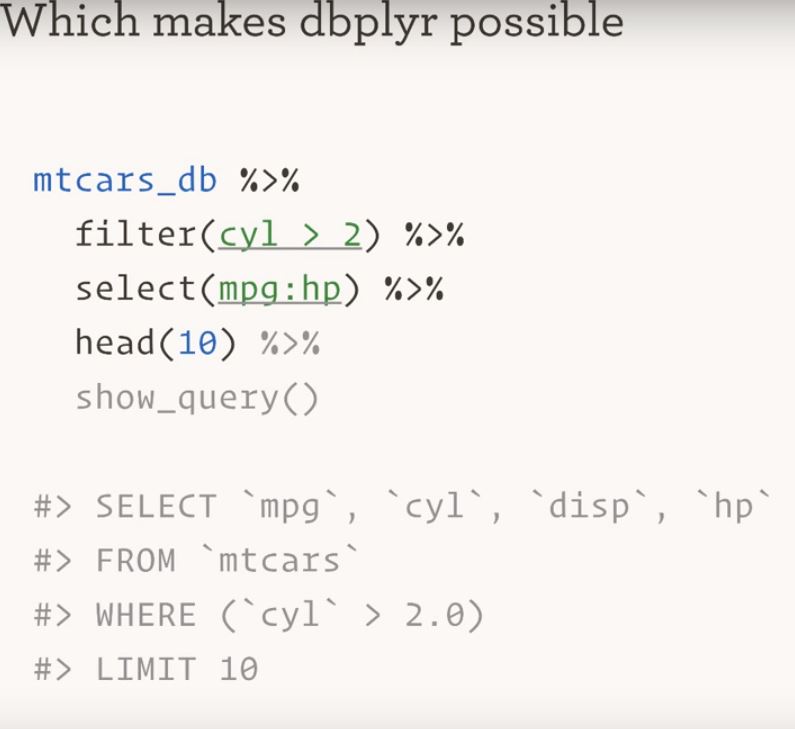 Which makes dbplyr possible
mtcars_db %>%
filter(cyl > 2) %>%
select(mpg:hp) %>%
head(10) %>%
show_query()
#> SELECT `mpg`, `cyl`, `disp`, `hp`
#> FROM `mtcars`
#> WHERE (`cyl` > 2.0)
#> LIMIT 10